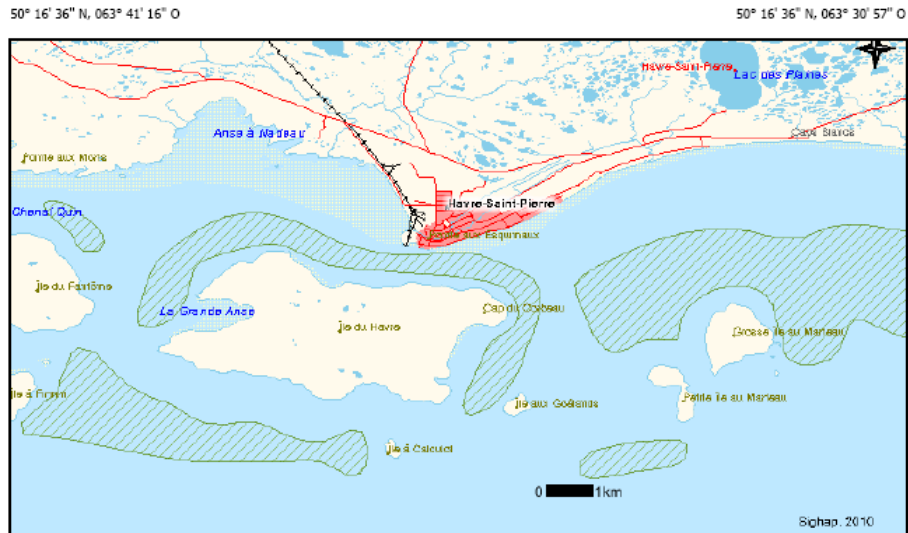 50° 16' 36" N, 063° 41' 16" O
50° 16' 36" N, 063° 30' 57" O
Havre-Saint-Pierre
Lac des Plaines
Anse à Nadeau
Pointe aux Morts
Havre-Saint-Pierre
Pointe aux Esquimaux
Chenal Quin
Île du Fantôme
La Grande Anse
Cap du Corbeau
Île du Havre
Grosse Île au Marteau
Île à Firmin
Île aux Goélands
Petite Île au Marteau
Île à Calculot
0 1km
Sighap, 2010